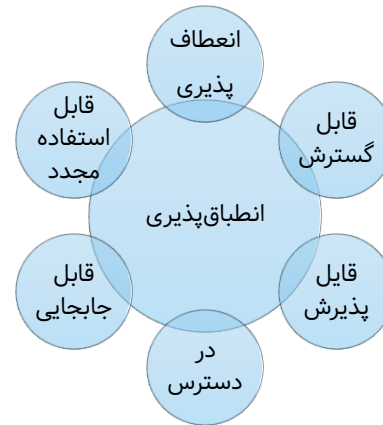 انعطاف
پذیری
قابل
گسترش
قایل
پذیرش
در
دسترس
قابل
جابجایی
قابل
استفاده
مجدد
انطباق‌پذیری